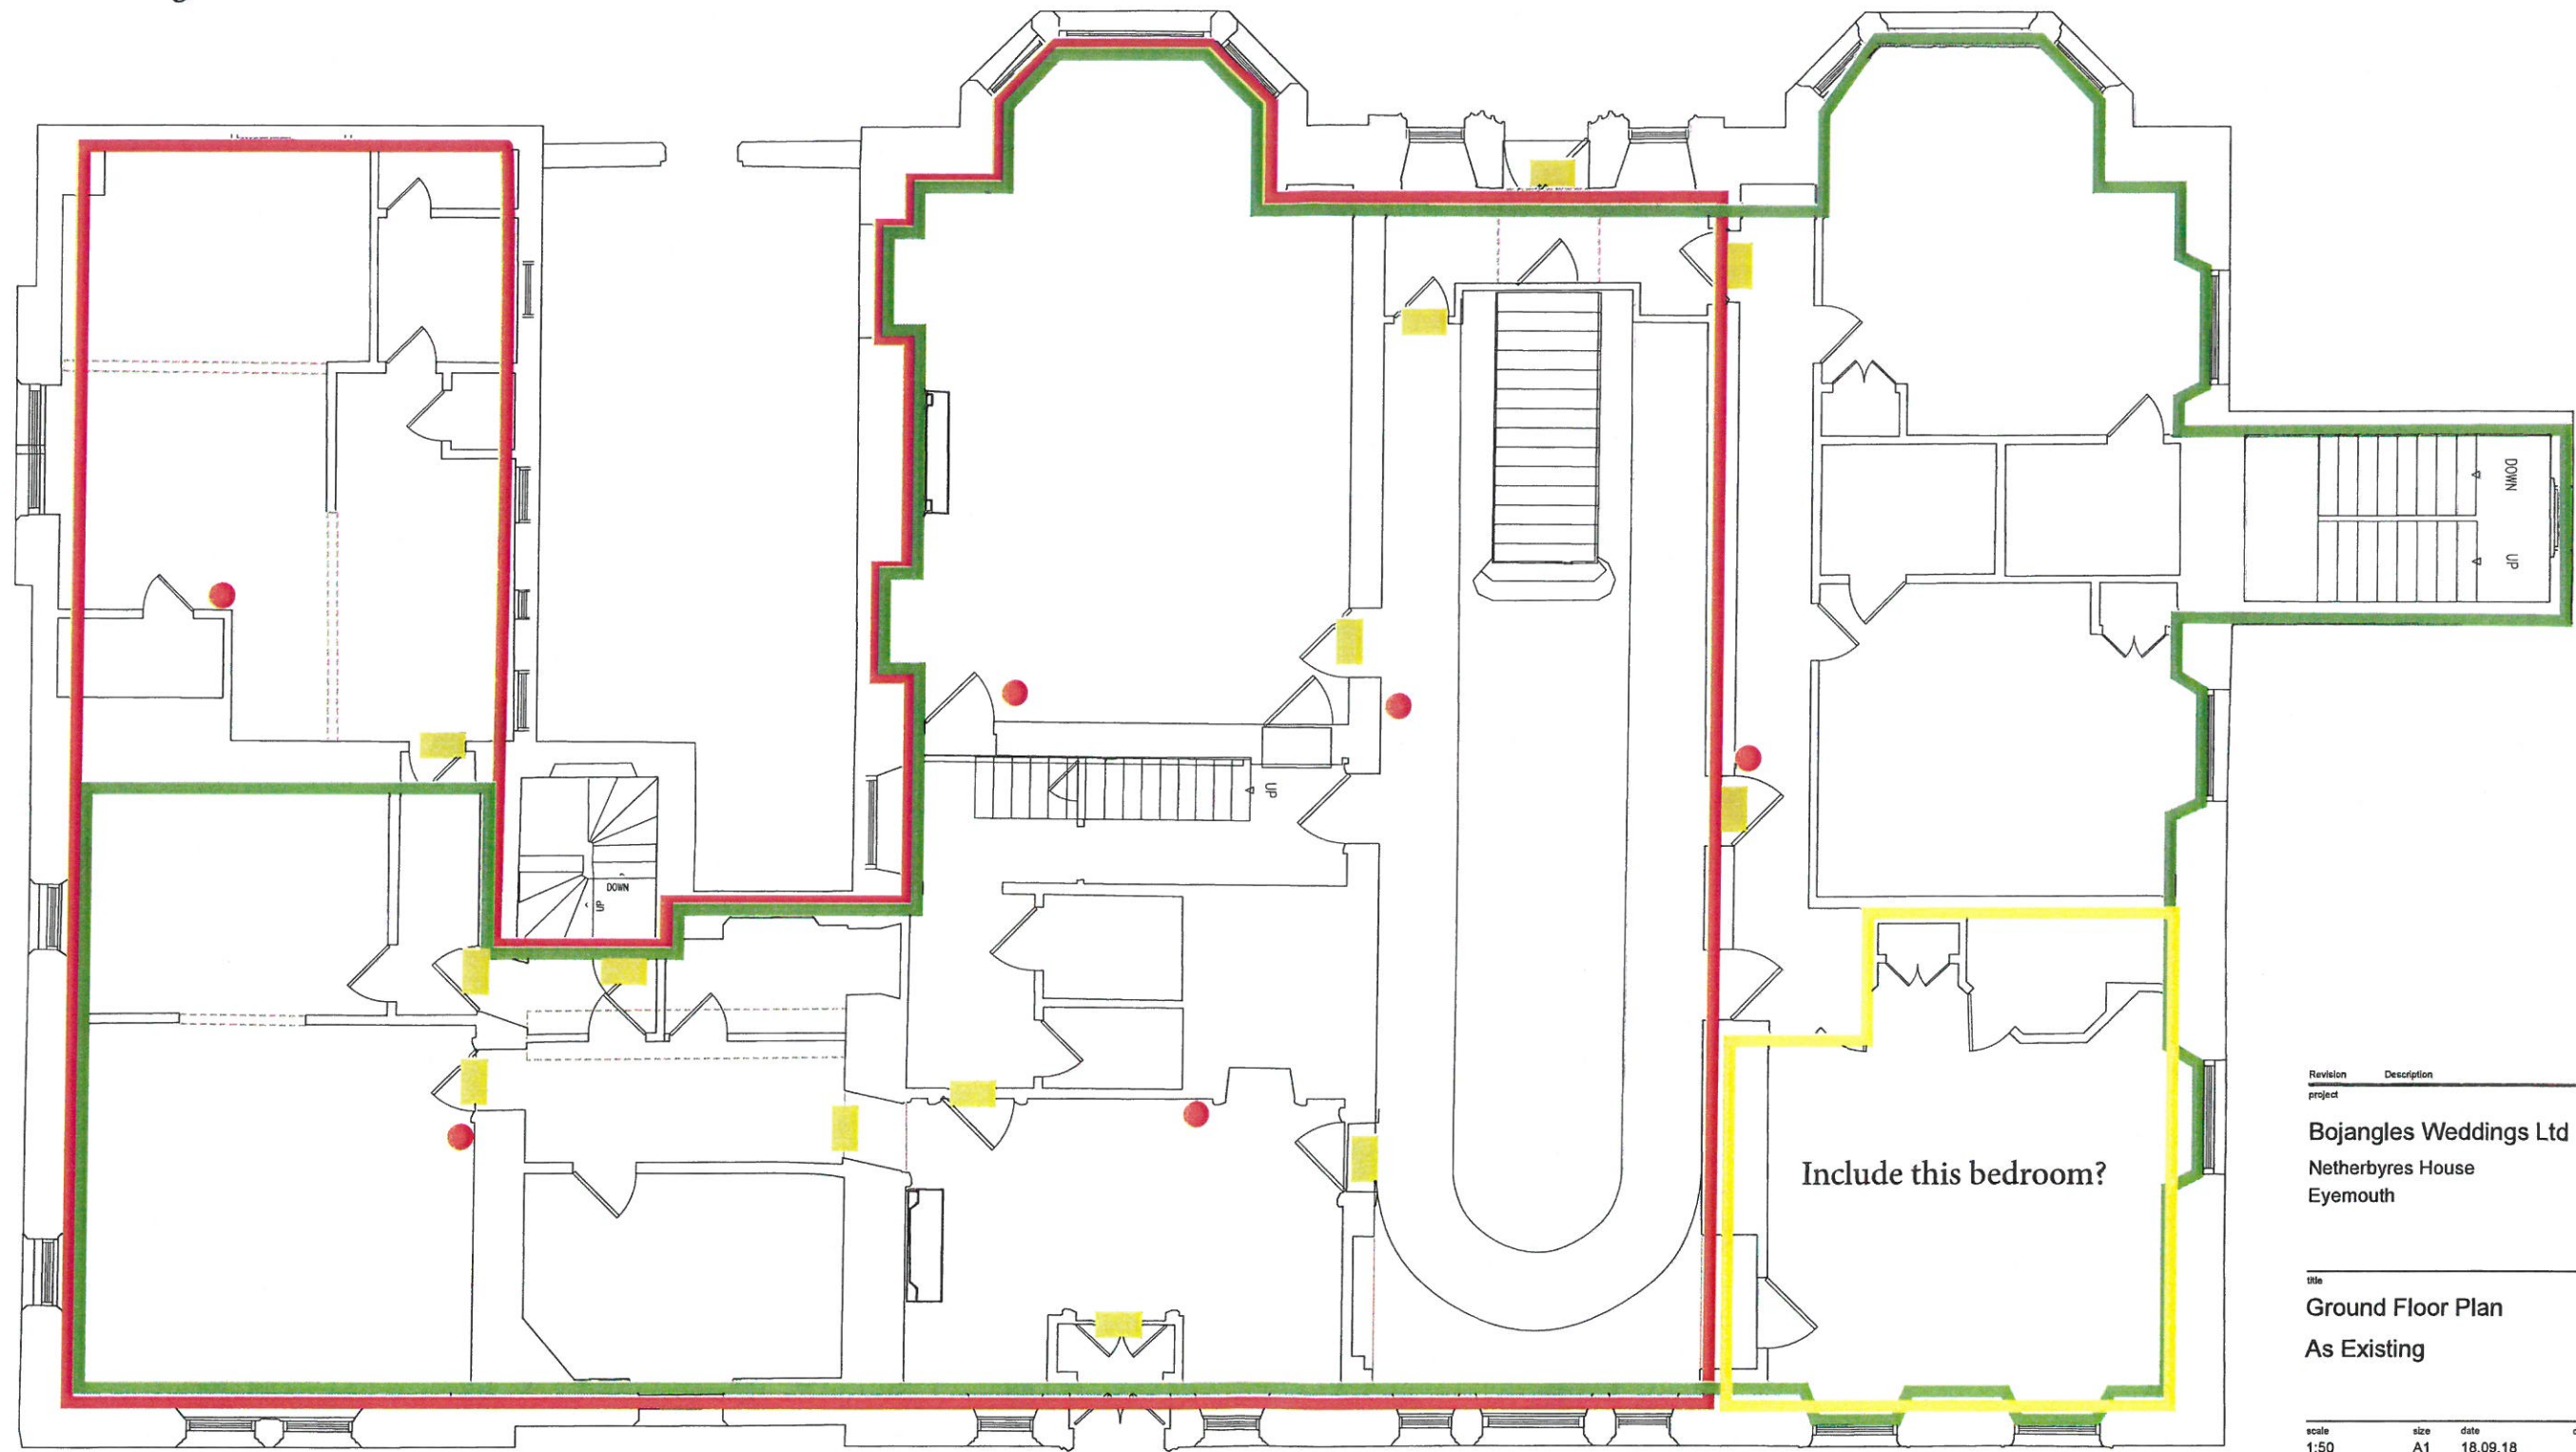 DOWN
UP
UP
DOWN
UP
Include this bedroom?
Revision Description
project
Bojangles Weddings Ltd
Netherbyres House
Eyemouth
title
Ground Floor Plan
As Existing
scale size date
1:50 A1 18.09.18